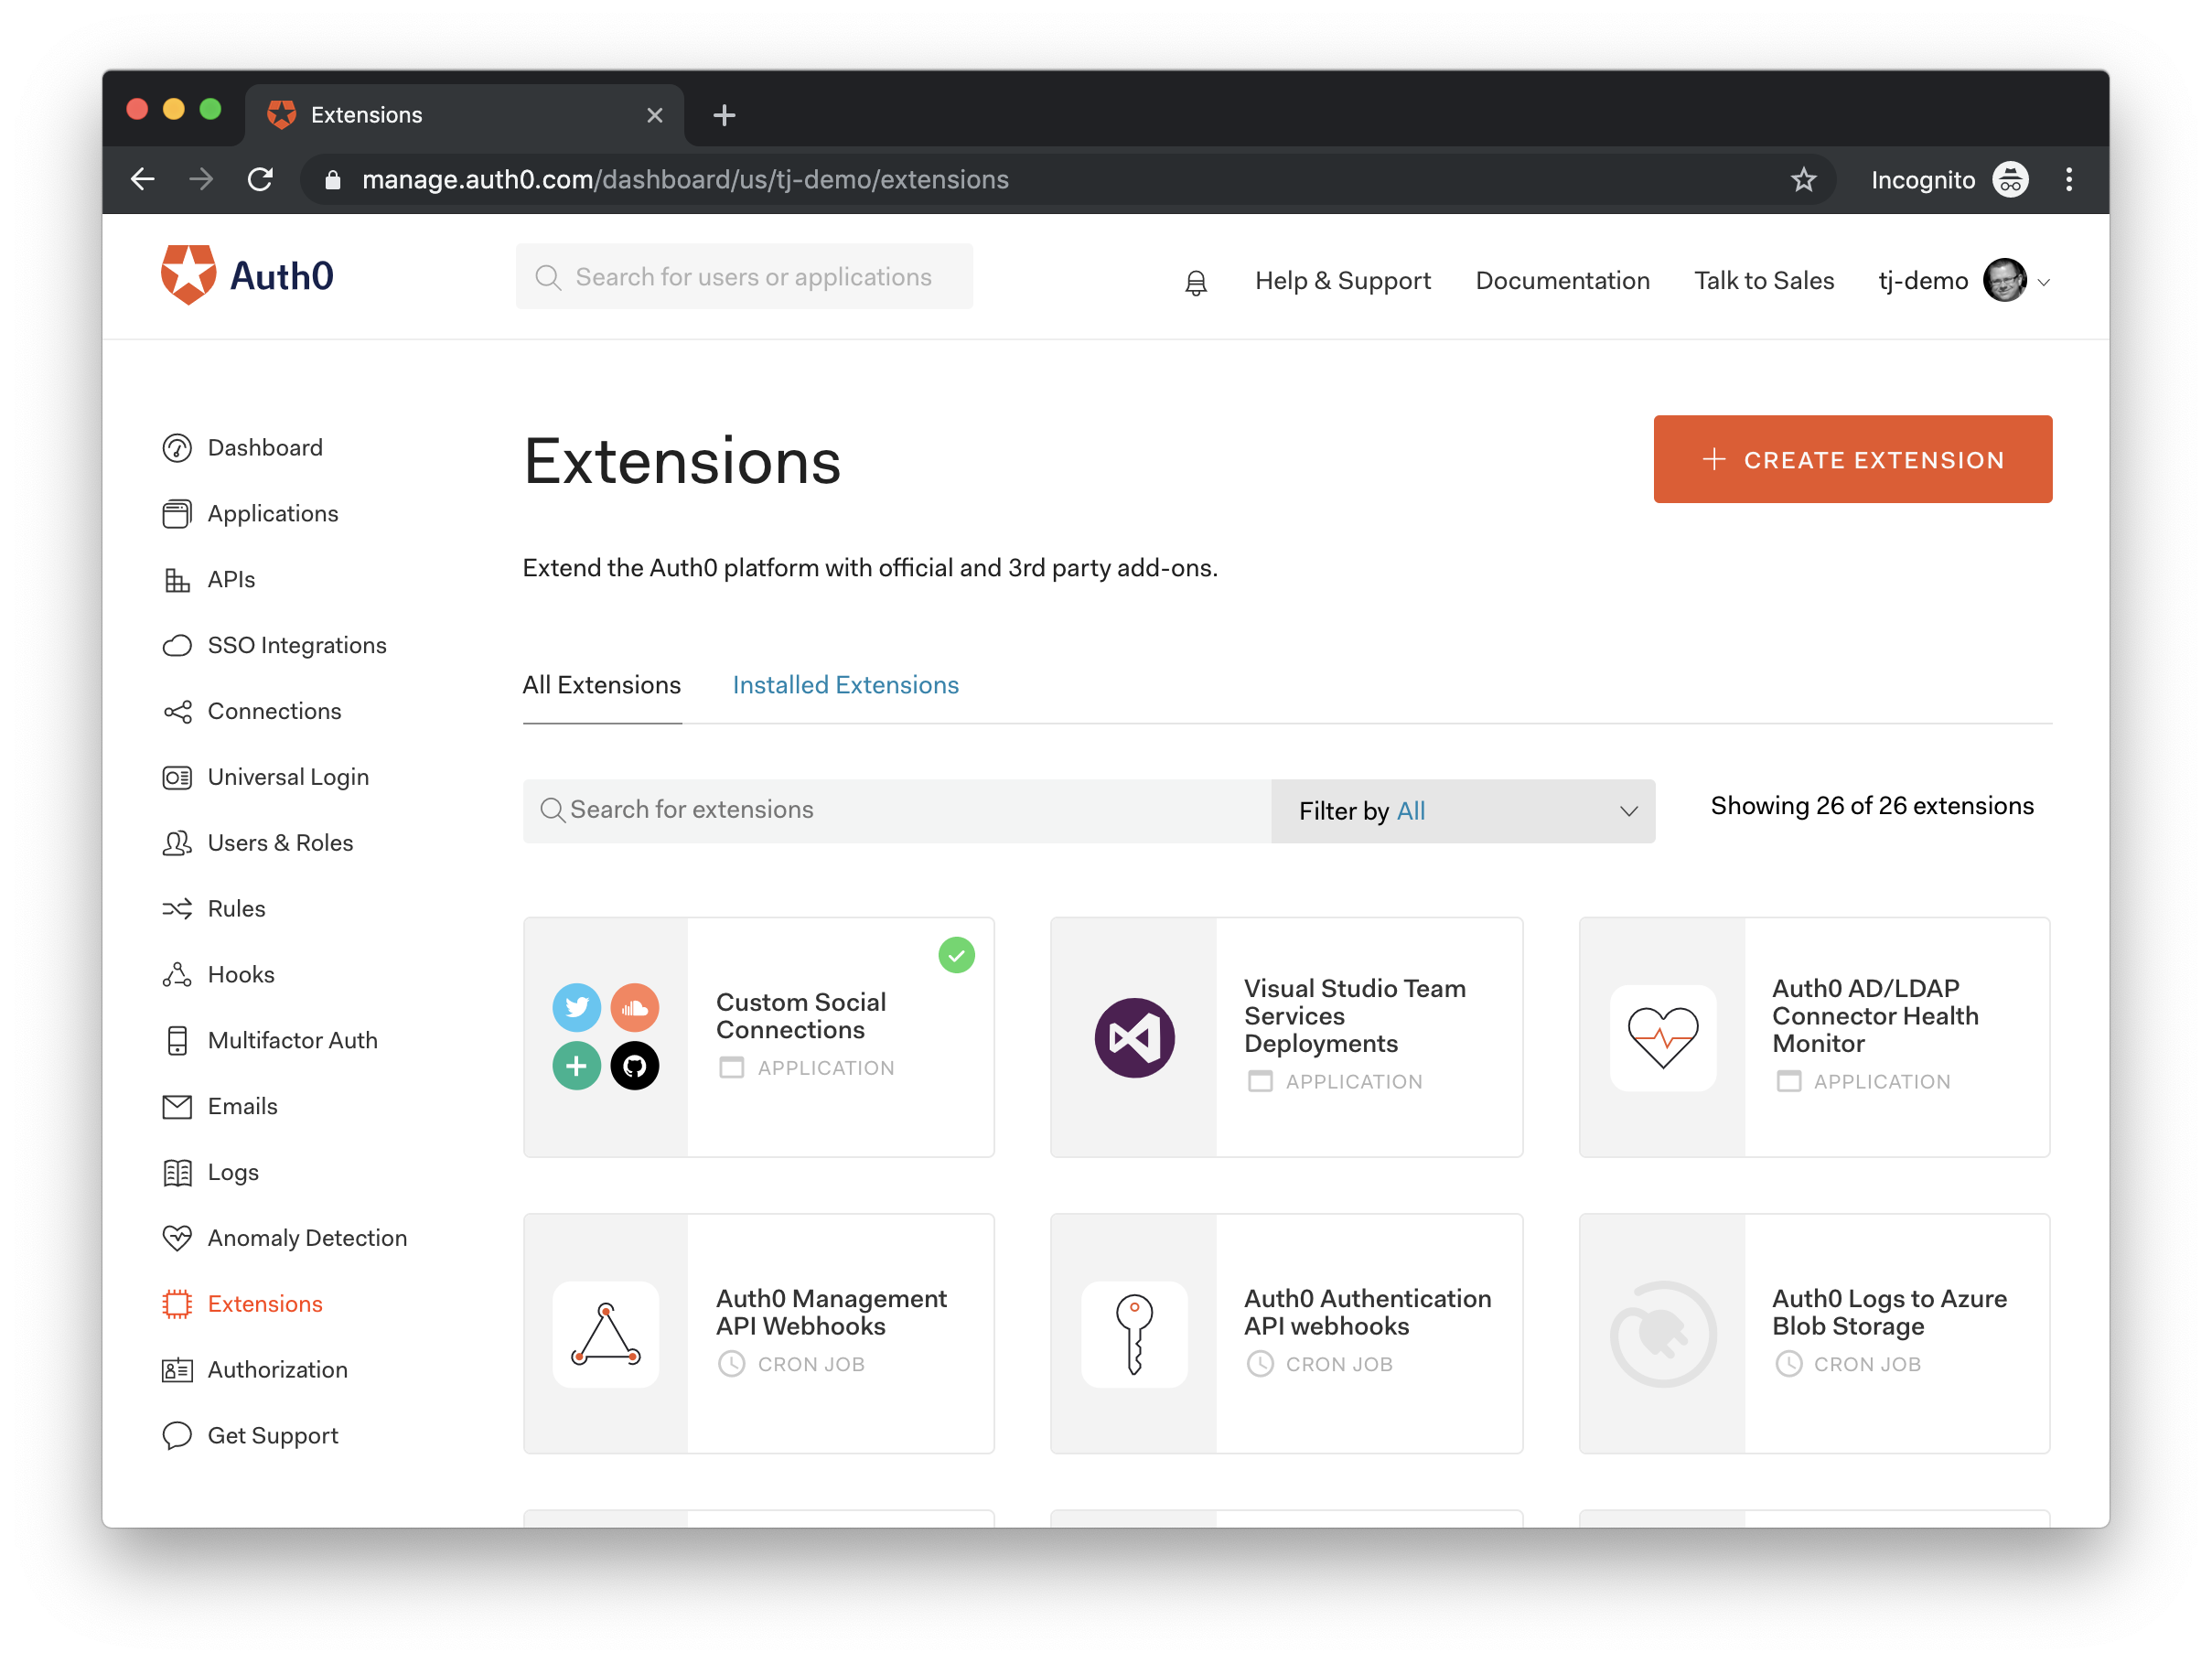 Extensions
manage.auth0.com/dashboard/us/tj-demo/extensions
Incognito
Auth0
Search for users or applications
Help & Support
Documentation
Talk to Sales
tj-demo
Dashboard
Applications
APIs
SSO Integrations
Connections
Universal Login
Users & Roles
Rules
Hooks
Multifactor Auth
Emails
Logs
Anomaly Detection
Extensions
Authorization
Get Support
Extensions
CREATE EXTENSION
Extend the Auth0 platform with official and 3rd party add-ons.
All Extensions
Installed Extensions
Search for extensions
Filter by All
Showing 26 of 26 extensions
Custom Social
Connections
APPLICATION
Visual Studio Team
Services
Deployments
APPLICATION
Auth0 AD/LDAP
Connector Health
Monitor
APPLICATION
Auth0 Management
API Webhooks
CRON JOB
Auth0 Authentication
API webhooks
CRON JOB
Auth0 Logs to Azure
Blob Storage
CRON JOB